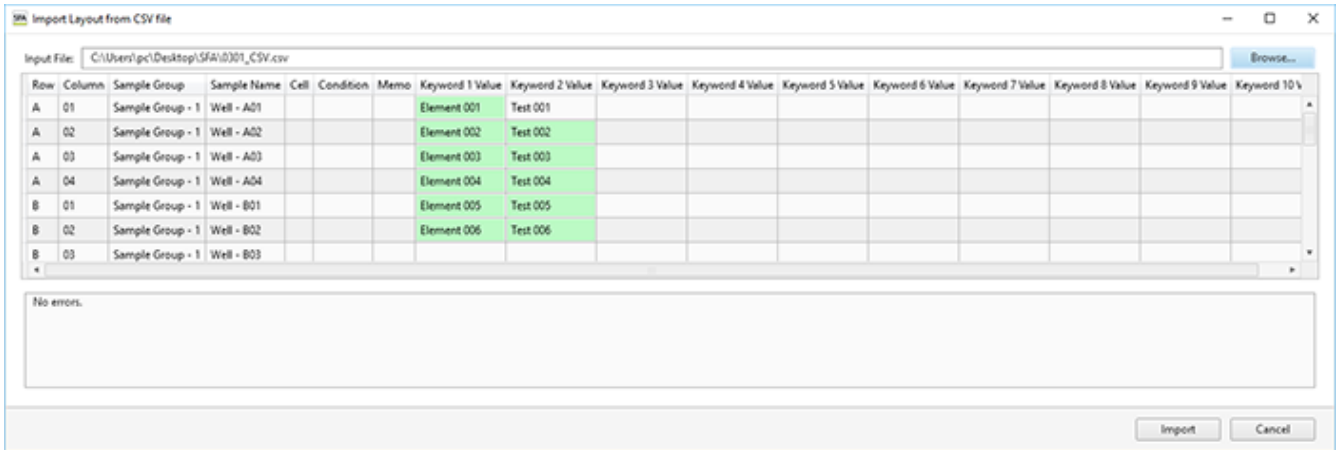 SFA Import Layout from CSV file
Input File: C:\Users\pc\Desktop\SFA\0301_CSV.csv Browse...
Row Column Sample Group Sample Name Cell Condition Memo Keyword 1 Value Keyword 2 Value Keyword 3 Value Keyword 4 Value Keyword 5 Value Keyword 6 Value Keyword 7 Value Keyword 8 Value Keyword 9 Value Keyword 10 V
A 01 Sample Group - 1 Well - A01 Element 001 Test 001
A 02 Sample Group - 1 Well - A02 Element 002 Test 002
A 03 Sample Group - 1 Well - A03 Element 003 Test 003
A 04 Sample Group - 1 Well - A04 Element 004 Test 004
B 01 Sample Group - 1 Well - B01 Element 005 Test 005
B 02 Sample Group - 1 Well - B02 Element 006 Test 006
B 03 Sample Group - 1 Well - B03
No errors.
Import Cancel